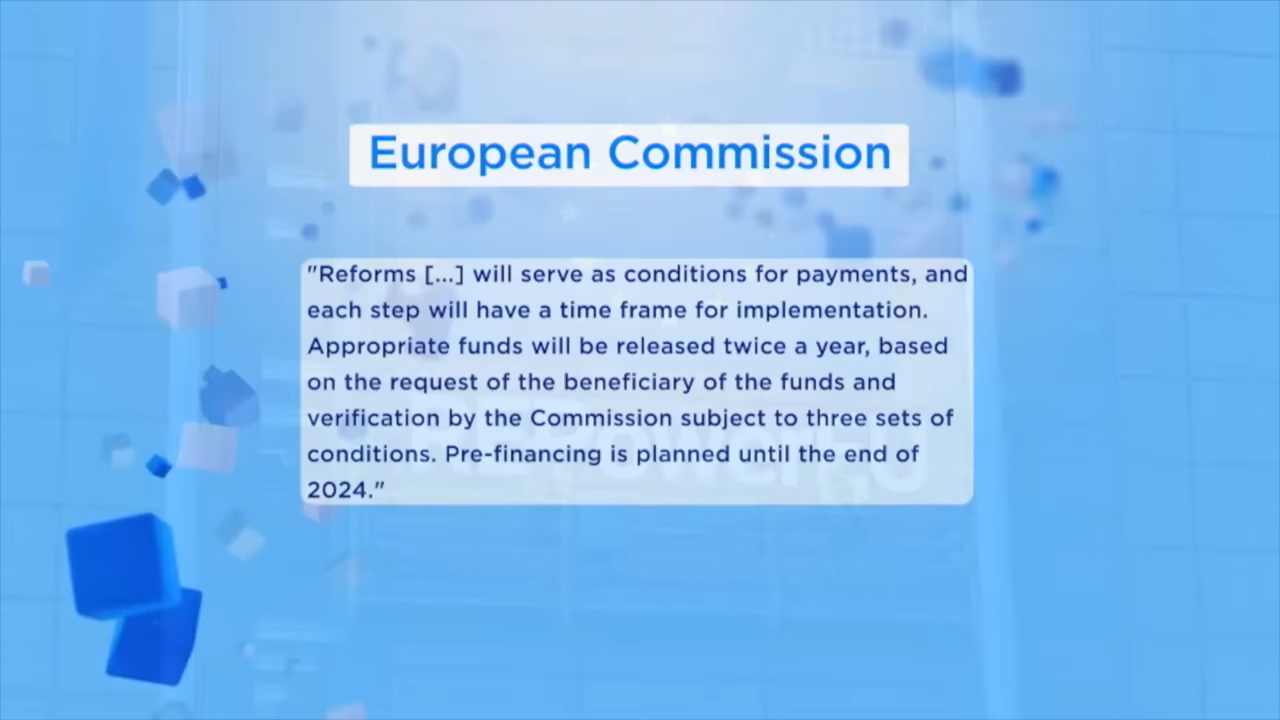 European Commission
"Reforms [...] will serve as conditions for payments, and
each step will have a time frame for implementation.
Appropriate funds will be released twice a year, based
on the request of the beneficiary of the funds and
verification by the Commission subject to three sets of
conditions. Pre-financing is planned until the end of
2024."
REPowerEU